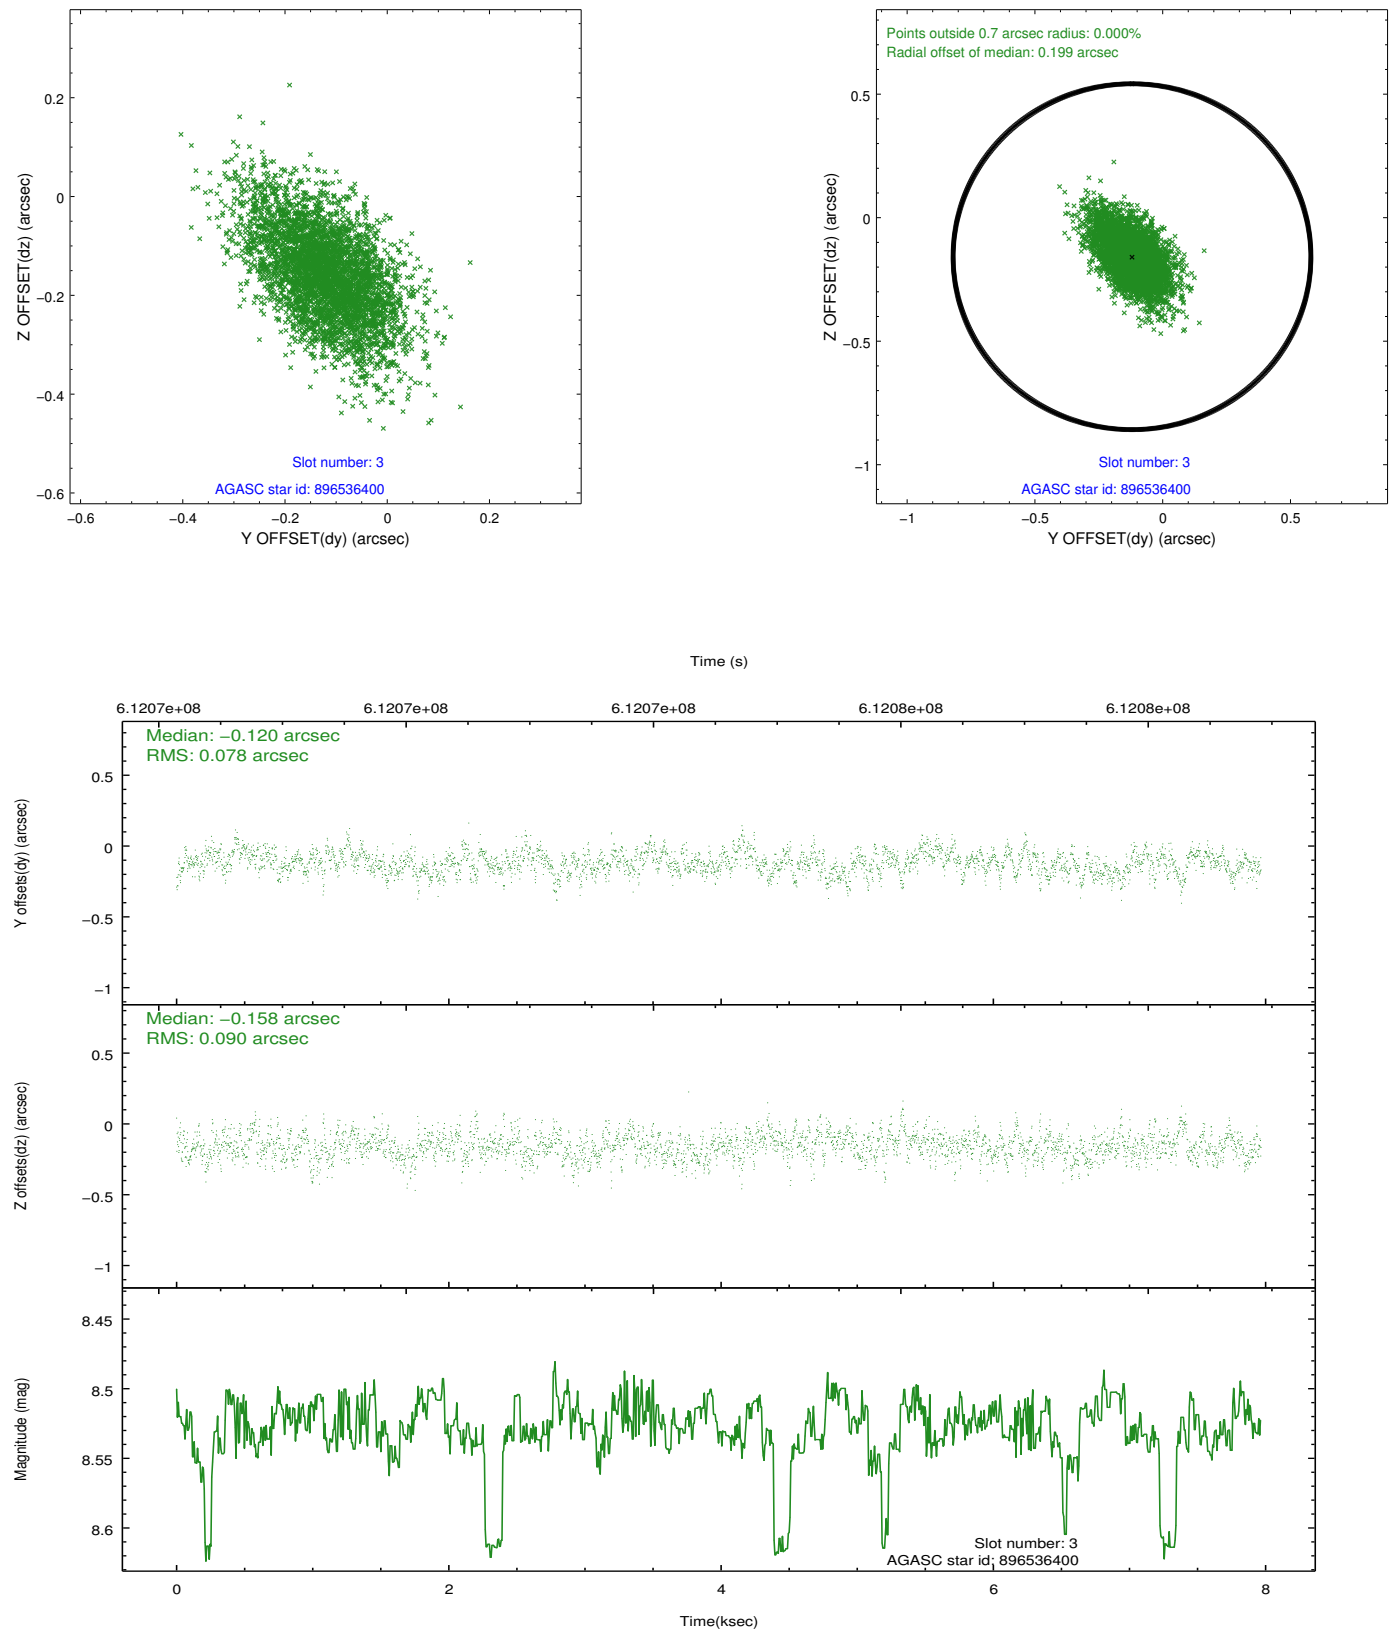 0.2
0
−0.2
−0.4
−0.6
Z OFFSET(dz) (arcsec)
Slot number: 3
AGASC star id: 896536400
−0.6 −0.4 −0.2 0 0.2
Y OFFSET(dy) (arcsec)
Points outside 0.7 arcsec radius: 0.000%
Radial offset of median: 0.199 arcsec
0.5
0
−0.5
−1
Z OFFSET(dz) (arcsec)
Slot number: 3
AGASC star id: 896536400
−1 −0.5 0 0.5
Y OFFSET(dy) (arcsec)
Time (s)
6.1207e+08 6.1207e+08 6.1207e+08 6.1208e+08 6.1208e+08
Median: −0.120 arcsec
RMS: 0.078 arcsec
0.5
0
−0.5
−1
Y offsets(dy) (arcsec)
Median: −0.158 arcsec
RMS: 0.090 arcsec
0.5
0
−0.5
−1
Z offsets(dz) (arcsec)
8.45
8.5
8.55
8.6
Magnitude (mag)
Slot number: 3
AGASC star id: 896536400
0 2 4 6 8
Time(ksec)